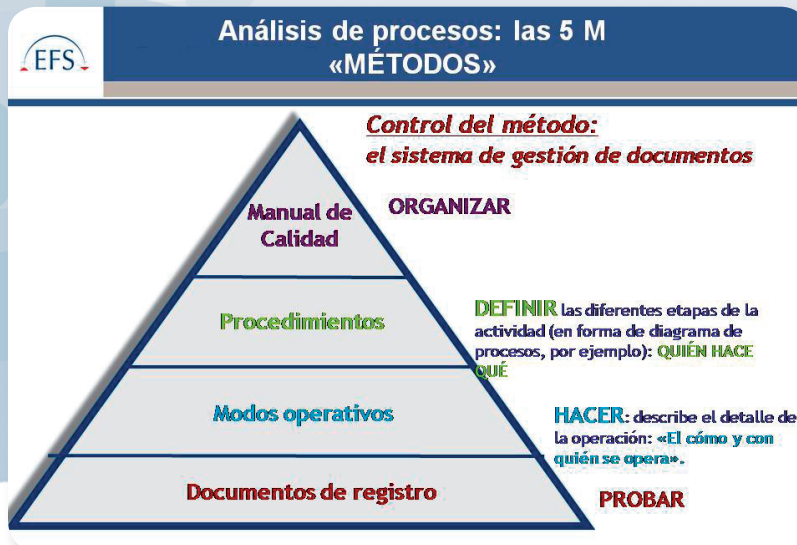 EFS
Análisis de procesos: las 5 M
«MÉTODOS»
Control del método:
el sistema de gestión de documentos
Manual de
Calidad
ORGANIZAR
Procedimientos
DEFINIR las diferentes etapas de la
actividad (en forma de diagrama de
procesos, por ejemplo): QUIÉN HACE
QUÉ
Modos operativos
HACER: describe el detalle de
la operación: «El cómo y con
quién se opera».
Documentos de registro
PROBAR